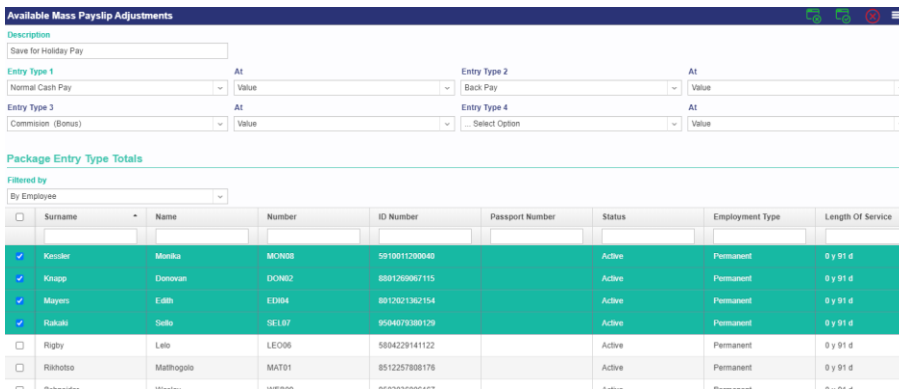 Available Mass Payslip Adjustments
Description
Save for Holiday Pay
Entry Type 1 At Entry Type 2 At
Normal Cash Pay Value Back Pay Value
Entry Type 3 At Entry Type 4 At
Commision (Bonus) Value ... Select Option Value
Package Entry Type Totals
Filtered by
By Employee
Surname Name Number ID Number Passport Number Status Employment Type Length Of Service
Kessler Monika MON08 5910011200040 Active Permanent 0 y 91 d
Knapp Donovan DON02 8801269067115 Active Permanent 0 y 91 d
Mayers Edith EDI04 8012021362154 Active Permanent 0 y 91 d
Rakaki Sello SEL07 9504079380129 Active Permanent 0 y 91 d
Rigby Lelo LEO06 5804229141122 Active Permanent 0 y 91 d
Rikhotso Matlhogolo MAT01 8512257808176 Active Permanent 0 y 91 d